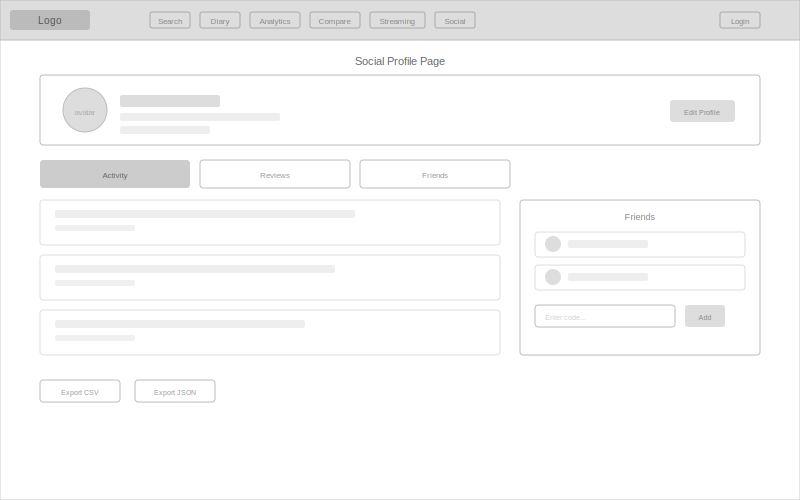 Logo
Search
Diary
Analytics
Compare
Streaming
Social
Login
Social Profile Page
avatar
Edit Profile
Activity
Reviews
Friends
Friends
Enter code...
Add
Export CSV
Export JSON